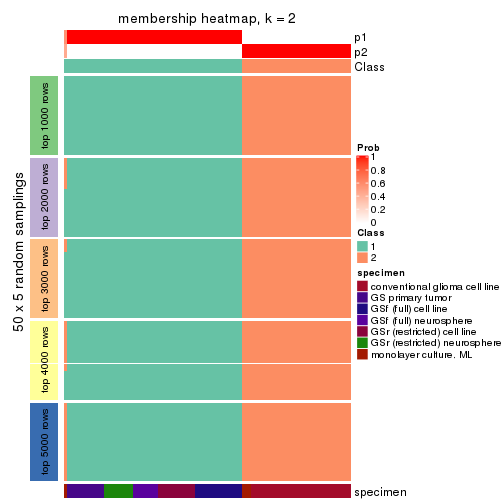 membership heatmap, k = 2
p1
p2
Class
50 x 5 random samplings
top 1000 rows
top 2000 rows
top 3000 rows
top 4000 rows
top 5000 rows
Prob
1
0.8
0.6
0.4
0.2
0
Class
1
2
specimen
conventional glioma cell line
GS primary tumor
GSf (full) cell line
GSf (full) neurosphere
GSr (restricted) cell line
GSr (restricted) neurosphere
monolayer culture, ML
specimen